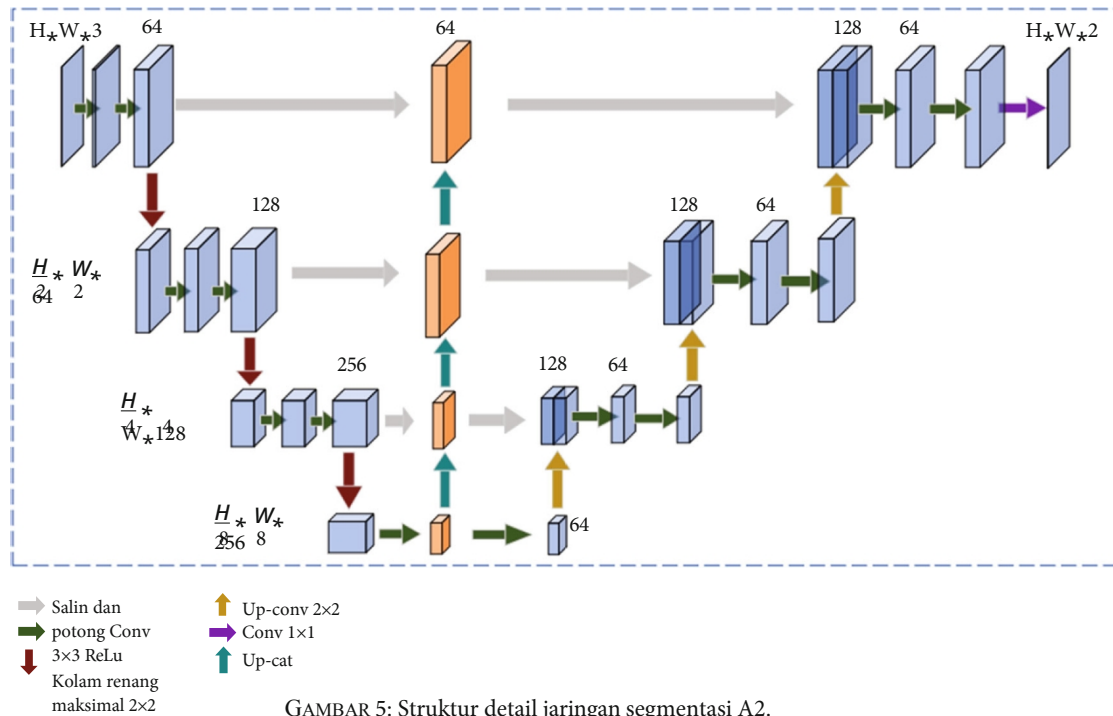 H*W*3
64
64
128
64
H*W*2
128
128
64
H/2 * W/2 * 64
256
128
64
H/4 * W/4 * 128
H/8 * W/8 * 256
64
Salin dan
potong Conv
3×3 ReLu
Kolam renang
maksimal 2×2
Up-conv 2×2
Conv 1×1
Up-cat
GAMBAR 5: Struktur detail jaringan segmentasi A2.